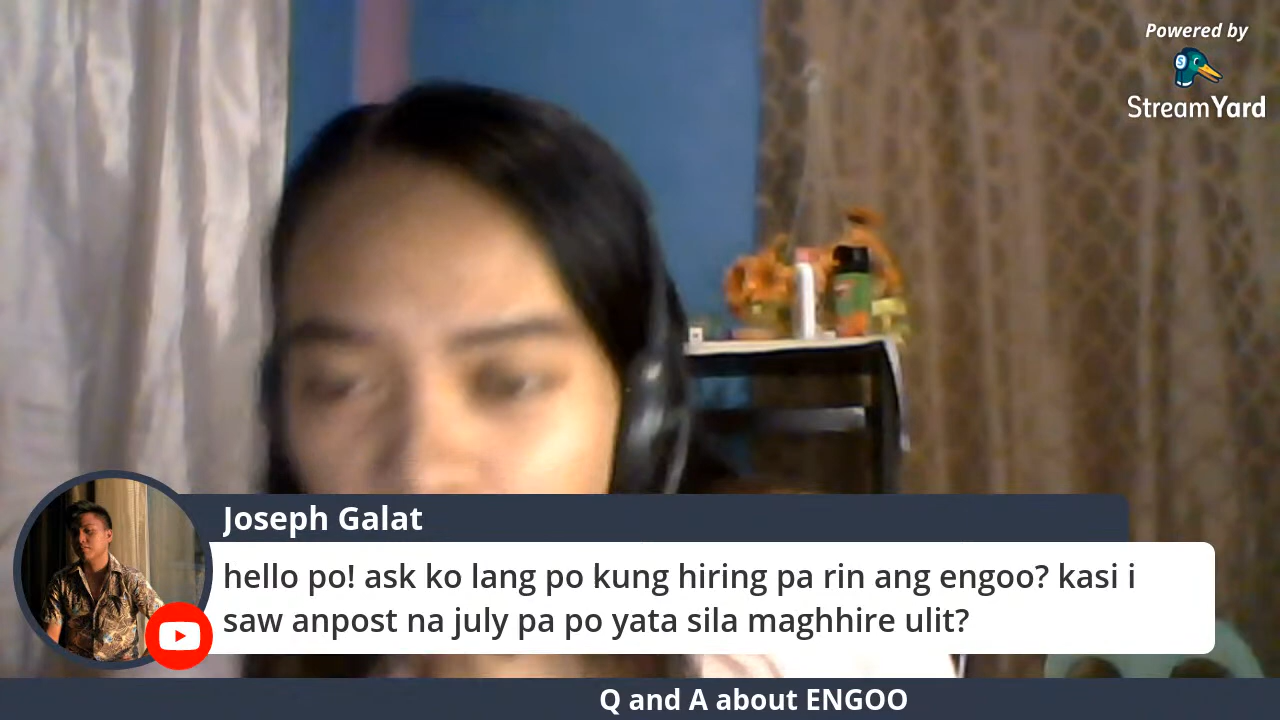 Powered by
StreamYard
Joseph Galat
hello po! ask ko lang po kung hiring pa rin ang engoo? kasi i
saw anpost na july pa po yata sila maghhire ulit?
Q and A about ENGOO